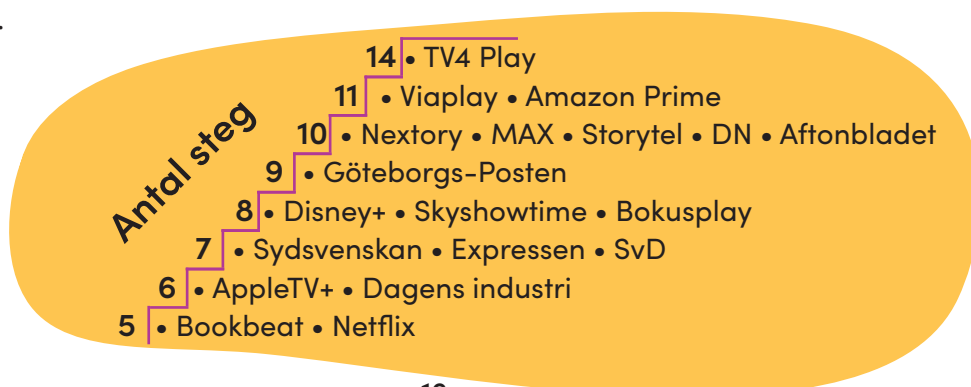 14 • TV4 Play
11 • Viaplay • Amazon Prime
10 • Nextory • MAX • Storytel • DN • Aftonbladet
Antal steg
9 • Göteborgs-Posten
8 • Disney+ • Skyshowtime • Bokusplay
7 • Sydsvenskan • Expressen • SvD
6 • AppleTV+ • Dagens industri
5 • Bookbeat • Netflix